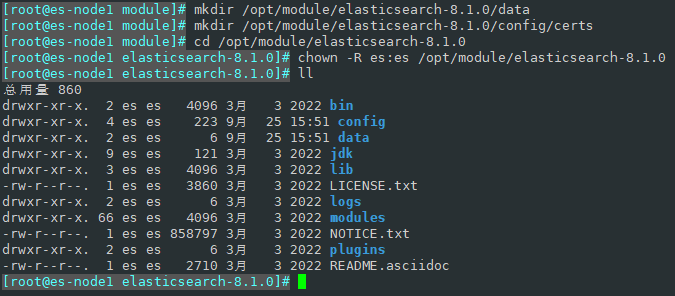 [root@es-node1 module]# mkdir /opt/module/elasticsearch-8.1.0/data
[root@es-node1 module]# mkdir /opt/module/elasticsearch-8.1.0/config/certs
[root@es-node1 module]# cd /opt/module/elasticsearch-8.1.0
[root@es-node1 elasticsearch-8.1.0]# chown -R es:es /opt/module/elasticsearch-8.1.0
[root@es-node1 elasticsearch-8.1.0]# ll
总用量 860
drwxr-xr-x.  2 es es   4096 3月   3 2022 bin
drwxr-xr-x.  4 es es    223 9月  25 15:51 config
drwxr-xr-x.  2 es es      6 9月  25 15:51 data
drwxr-xr-x.  9 es es    121 3月   3 2022 jdk
drwxr-xr-x.  3 es es   4096 3月   3 2022 lib
-rw-r--r--.  1 es es   3860 3月   3 2022 LICENSE.txt
drwxr-xr-x.  2 es es      6 3月   3 2022 logs
drwxr-xr-x. 66 es es   4096 3月   3 2022 modules
-rw-r--r--.  1 es es 858797 3月   3 2022 NOTICE.txt
drwxr-xr-x.  2 es es      6 3月   3 2022 plugins
-rw-r--r--.  1 es es   2710 3月   3 2022 README.asciidoc
[root@es-node1 elasticsearch-8.1.0]#